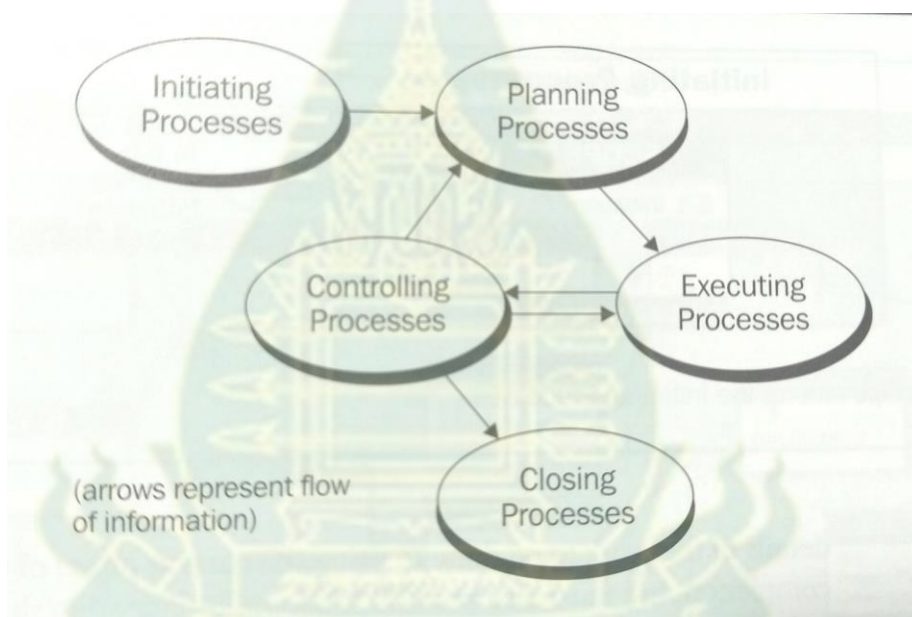 Initiating
Processes
Planning
Processes
Controlling
Processes
Executing
Processes
Closing
Processes
(arrows represent flow
of information)